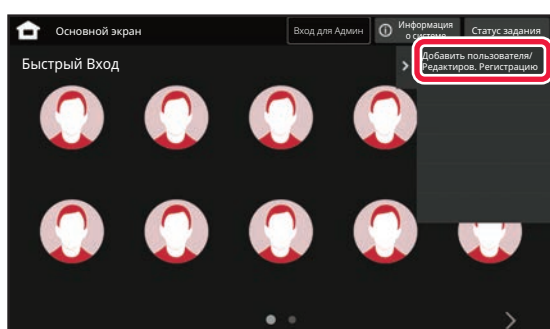 Основной экран
Вход для Админ
Информация
о системе
Статус задания
Быстрый Вход
Добавить пользователя/
Редактиров. Регистрацию